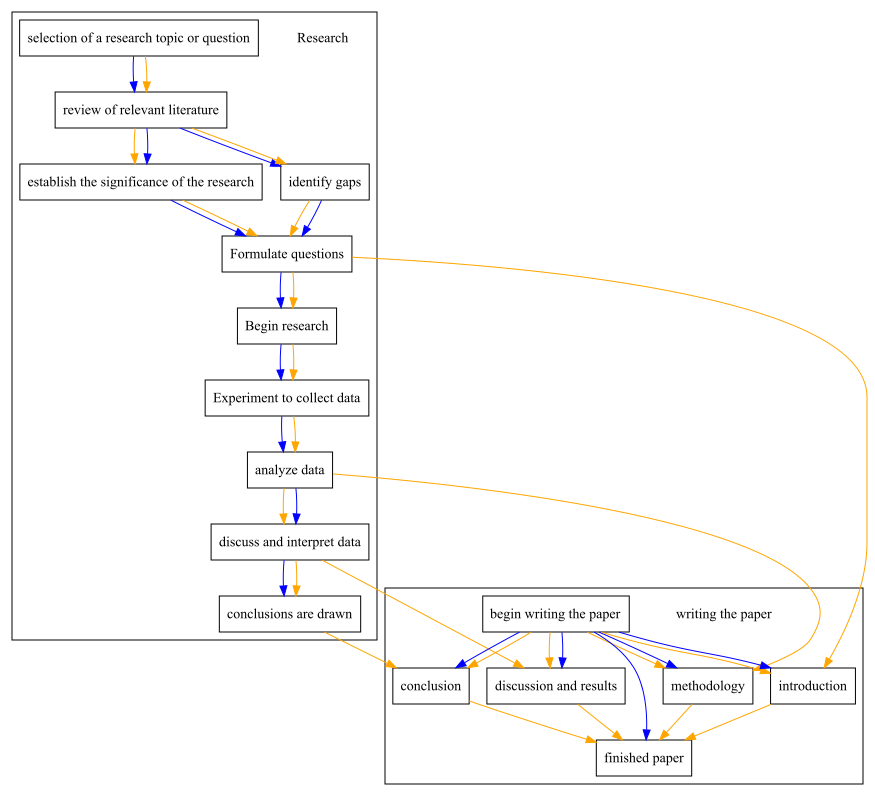 selection of a research topic or question
Research
review of relevant literature
establish the significance of the research
identify gaps
Formulate questions
Begin research
Experiment to collect data
analyze data
discuss and interpret data
conclusions are drawn
begin writing the paper
writing the paper
conclusion
discussion and results
methodology
introduction
finished paper